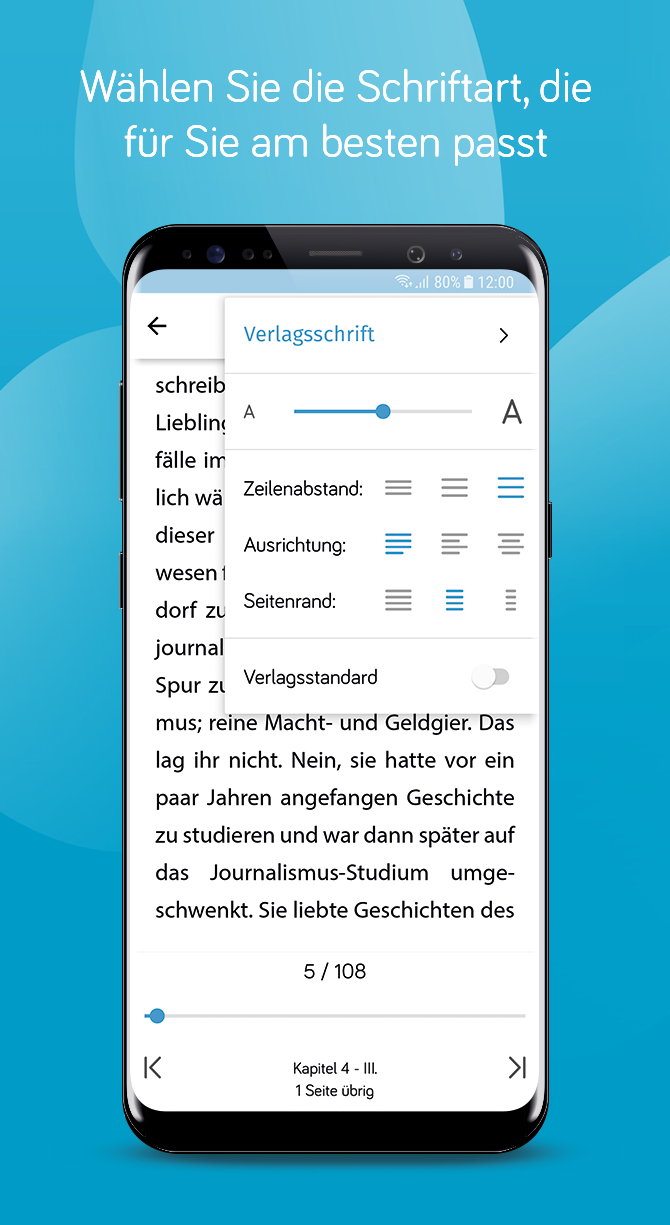 Wählen Sie die Schriftart, die
für Sie am besten passt
80% 12:00
Verlagsschrift
A A
Zeilenabstand:
Ausrichtung:
Seitenrand:
Verlagsstandard
schreib
Liebling
fälle im
lich wä
dieser
wesen f
dorf zu
journal
Spur zu
mus; reine Macht- und Geldgier. Das
lag ihr nicht. Nein, sie hatte vor ein
paar Jahren angefangen Geschichte
zu studieren und war dann später auf
das Journalismus-Studium umge-
schwenkt. Sie liebte Geschichten des
5 / 108
Kapitel 4 - III.
1 Seite übrig